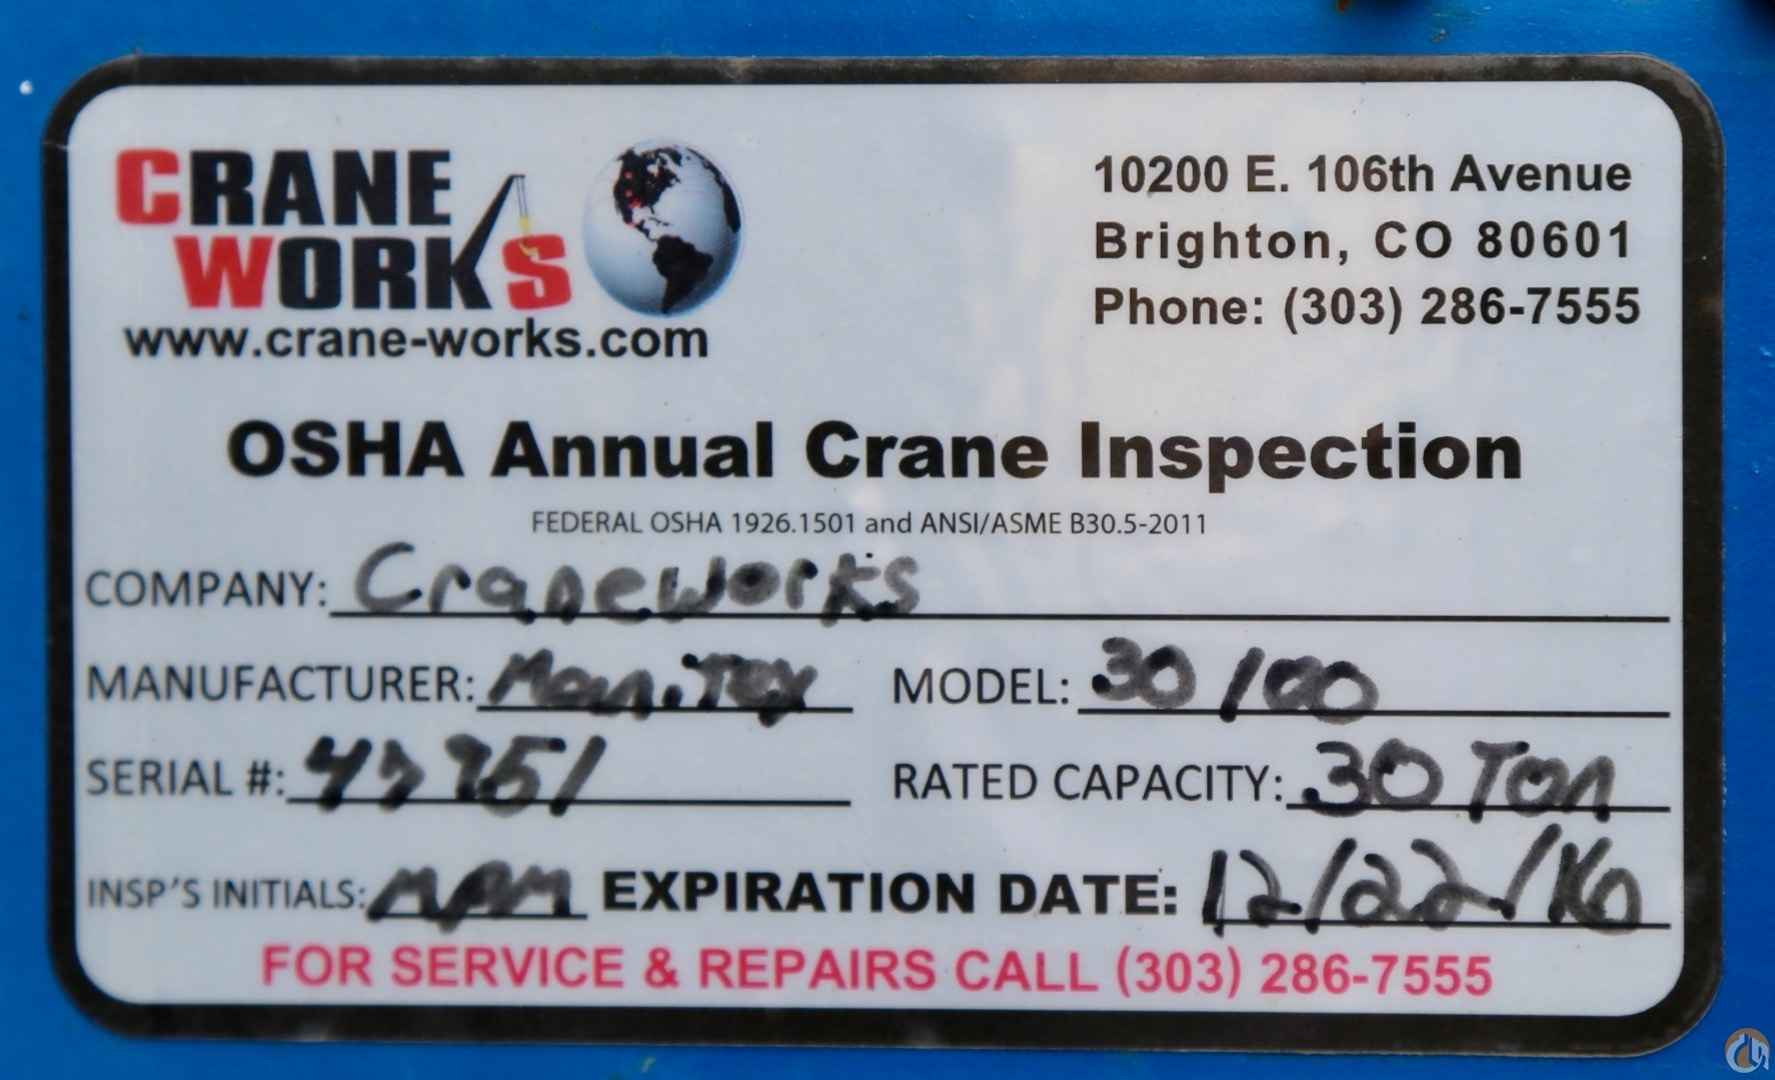 CRANE
WORKS
www.crane-works.com
10200 E. 106th Avenue
Brighton, CO 80601
Phone: (303) 286-7555
OSHA Annual Crane Inspection
FEDERAL OSHA 1926.1501 and ANSI/ASME B30.5-2011
COMPANY: Craneworks
MANUFACTURER: Manitex MODEL: 30100
SERIAL #: RATED CAPACITY: 30 Ton
INSP'S INITIALS: MAM EXPIRATION DATE: 12/22/16
FOR SERVICE & REPAIRS CALL (303) 286-7555